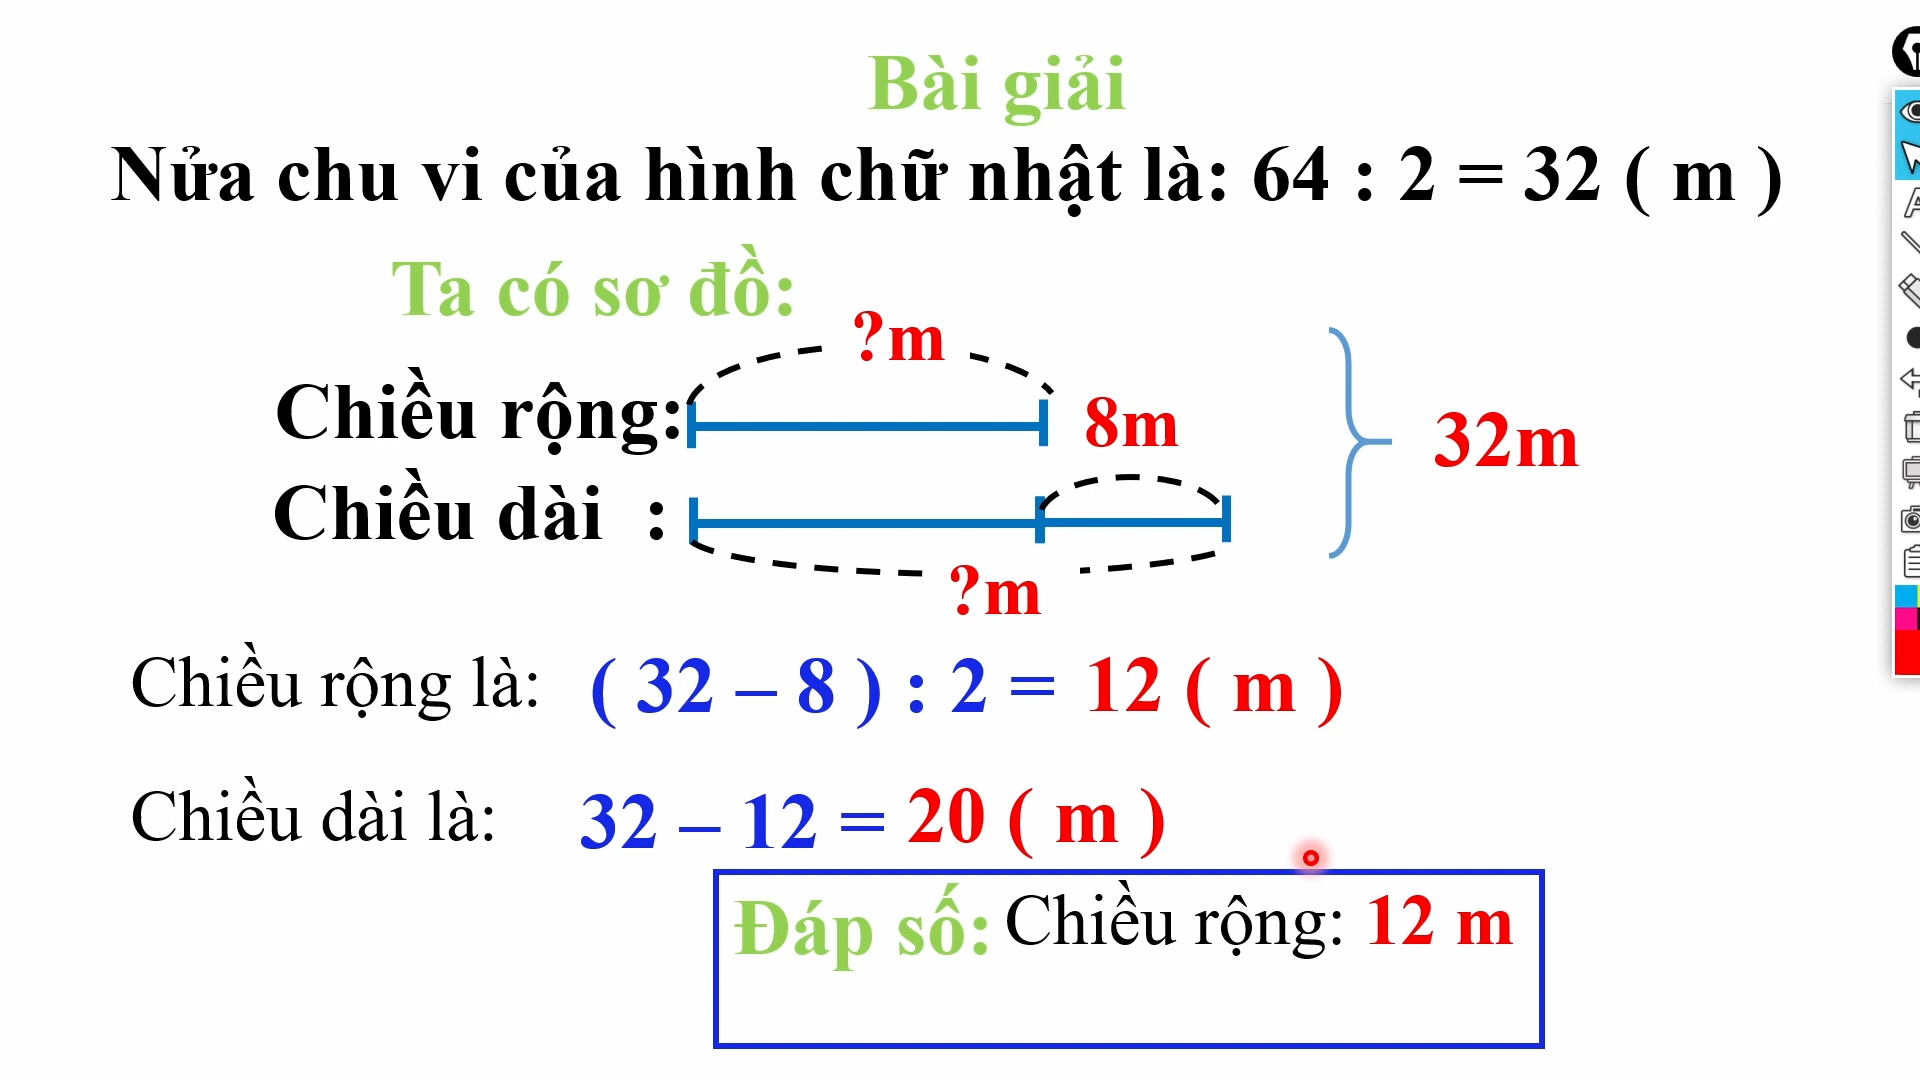 Bài giải
Nửa chu vi của hình chữ nhật là: 64 : 2 = 32 ( m )
Ta có sơ đồ:
?m
Chiều rộng:
8m
32m
Chiều dài :
?m
Chiều rộng là: ( 32 – 8 ) : 2 = 12 ( m )
Chiều dài là: 32 – 12 = 20 ( m )
Đáp số: Chiều rộng: 12 m